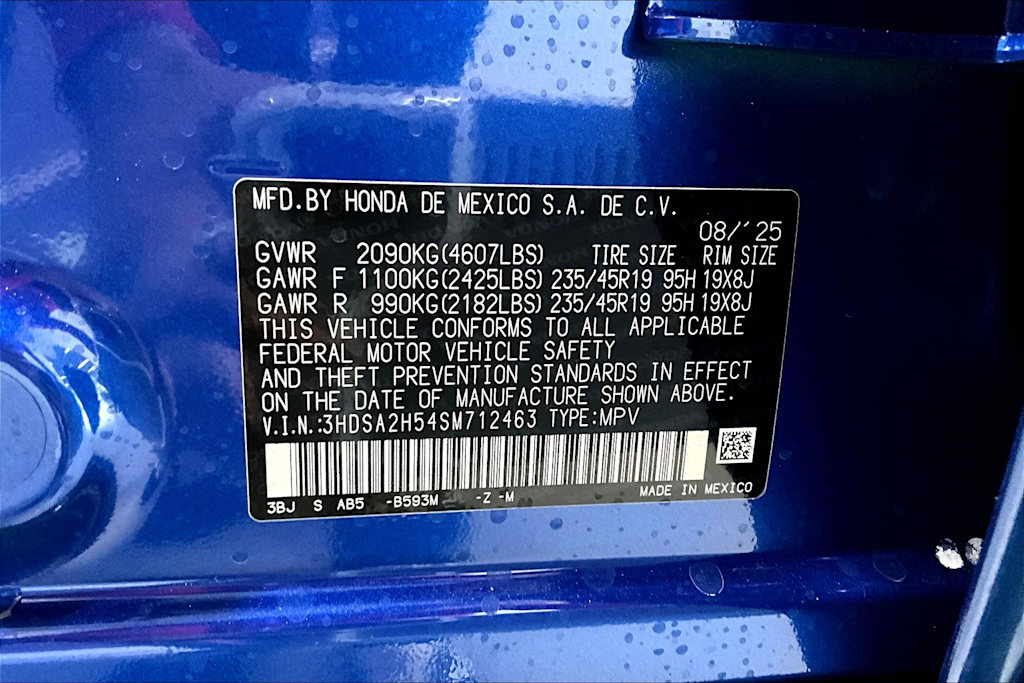 MFD.BY HONDA DE MEXICO S.A. DE C.V.
08/'25
GVWR 2090KG(4607LBS) TIRE SIZE RIM SIZE
GAWR F 1100KG(2425LBS) 235/45R19 95H 19X8J
GAWR R 990KG(2182LBS) 235/45R19 95H 19X8J
THIS VEHICLE CONFORMS TO ALL APPLICABLE
FEDERAL MOTOR VEHICLE SAFETY
AND THEFT PREVENTION STANDARDS IN EFFECT
ON THE DATE OF MANUFACTURE SHOWN ABOVE.
V.I.N.:3HDSA2H54SM712463 TYPE:MPV
3BJ S AB5 -B593M -Z -M MADE IN MEXICO